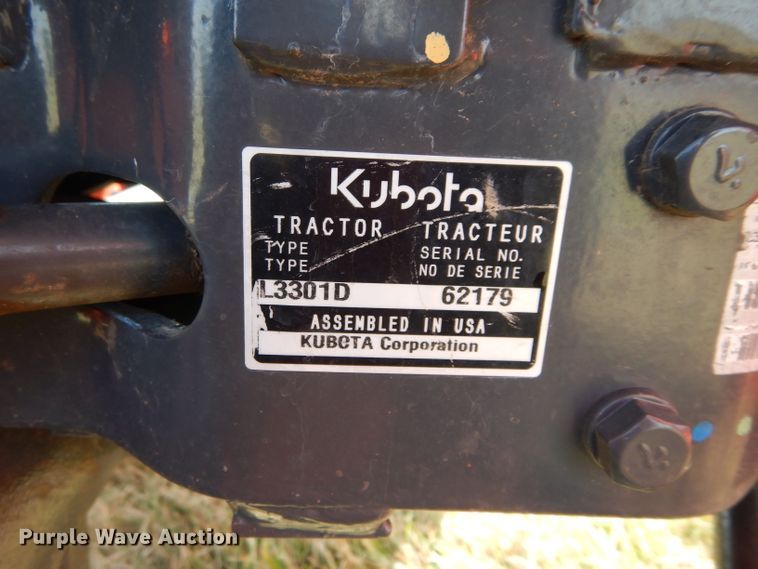 Kubota
TRACTOR TRACTEUR
TYPE SERIAL NO.
TYPE NO DE SERIE
L3301D 62179
ASSEMBLED IN USA
KUBOTA Corporation
Purple Wave Auction